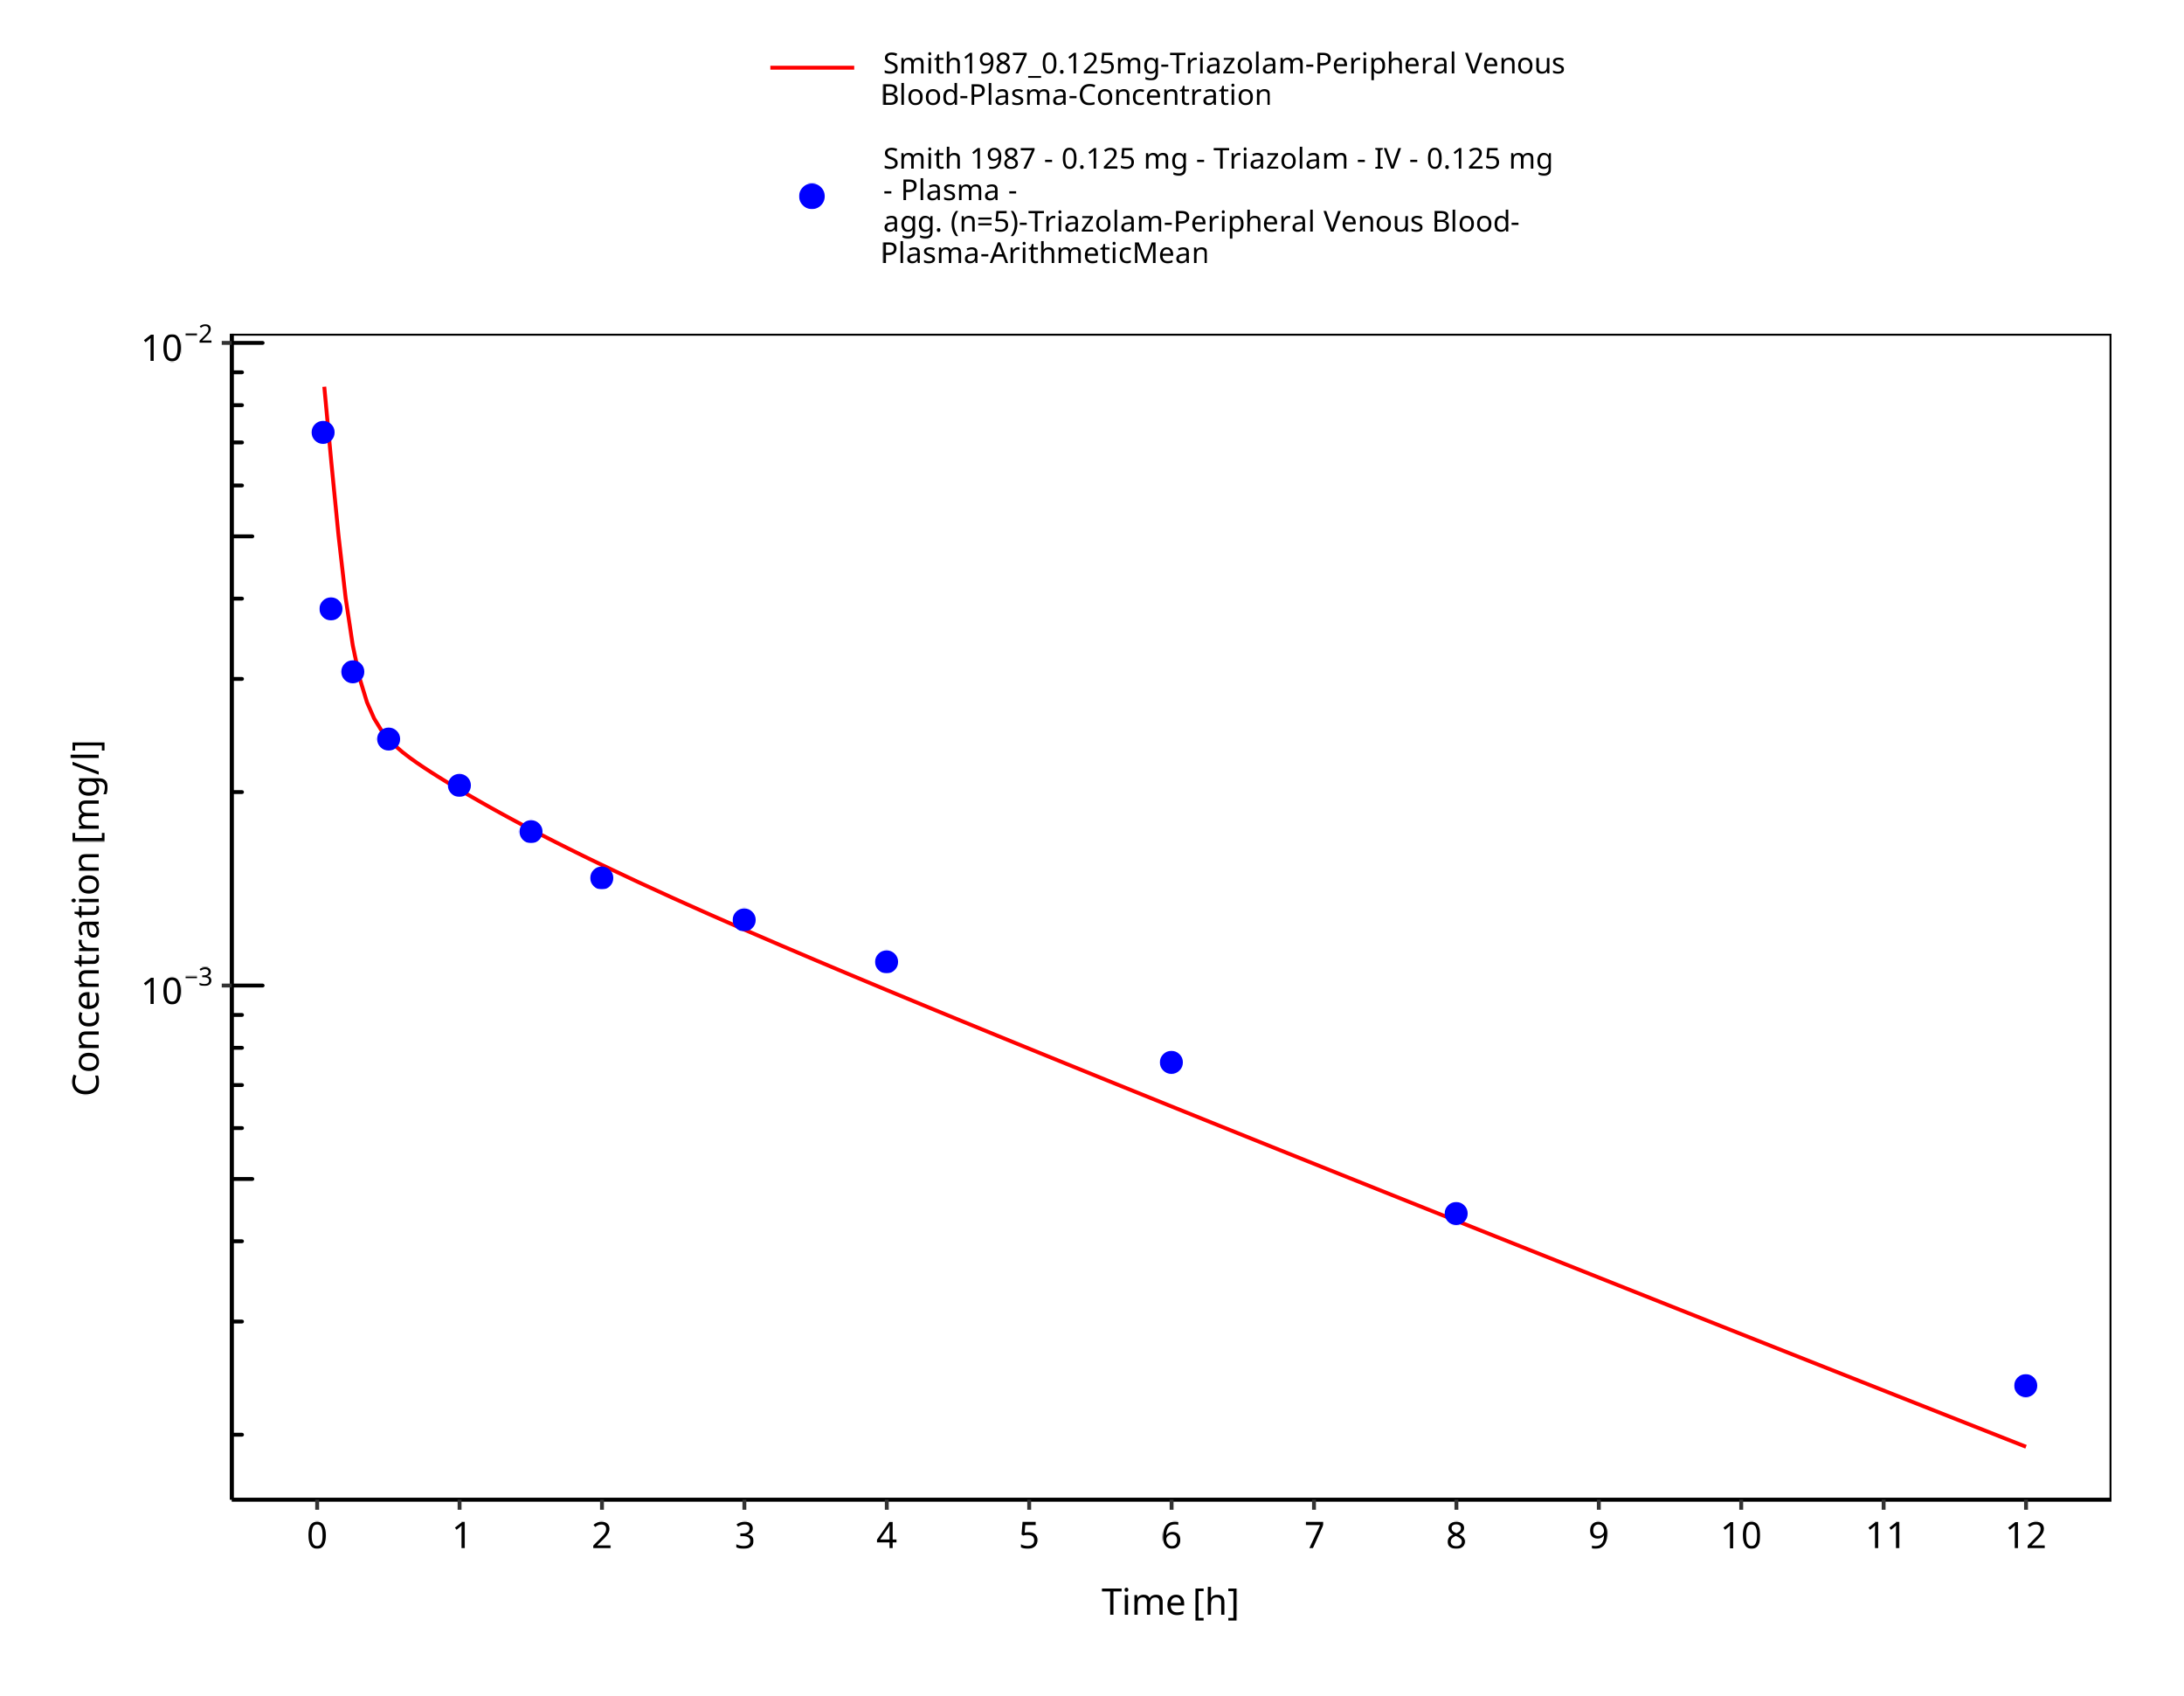 Smith1987_0.125mg-Triazolam-Peripheral Venous
Blood-Plasma-Concentration
Smith 1987 - 0.125 mg - Triazolam - IV - 0.125 mg
- Plasma -
agg. (n=5)-Triazolam-Peripheral Venous Blood-
Plasma-ArithmeticMean
10⁻²
10⁻³
Concentration [mg/l]
0 1 2 3 4 5 6 7 8 9 10 11 12
Time [h]